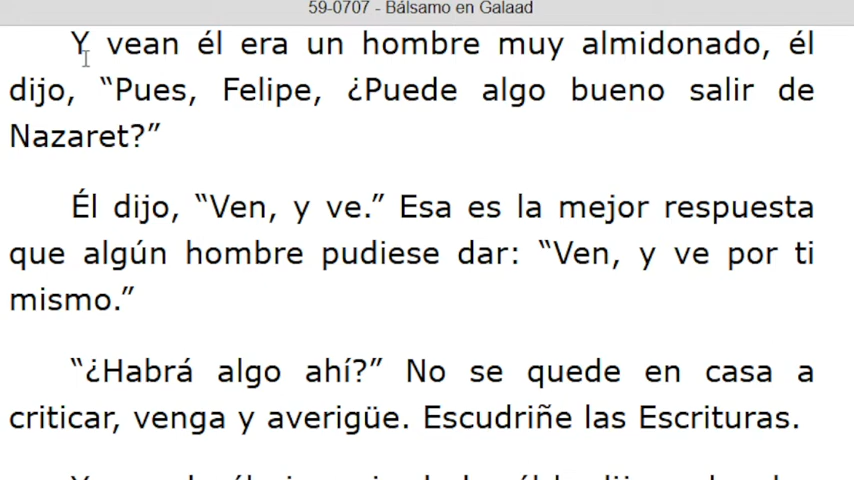 59-0707 - Bálsamo en Galaad
Y vean él era un hombre muy almidonado, él
dijo, “Pues, Felipe, ¿Puede algo bueno salir de
Nazaret?”
Él dijo, “Ven, y ve.” Esa es la mejor respuesta
que algún hombre pudiese dar: “Ven, y ve por ti
mismo.”
“¿Habrá algo ahí?” No se quede en casa a
criticar, venga y averigüe. Escudriñe las Escrituras.